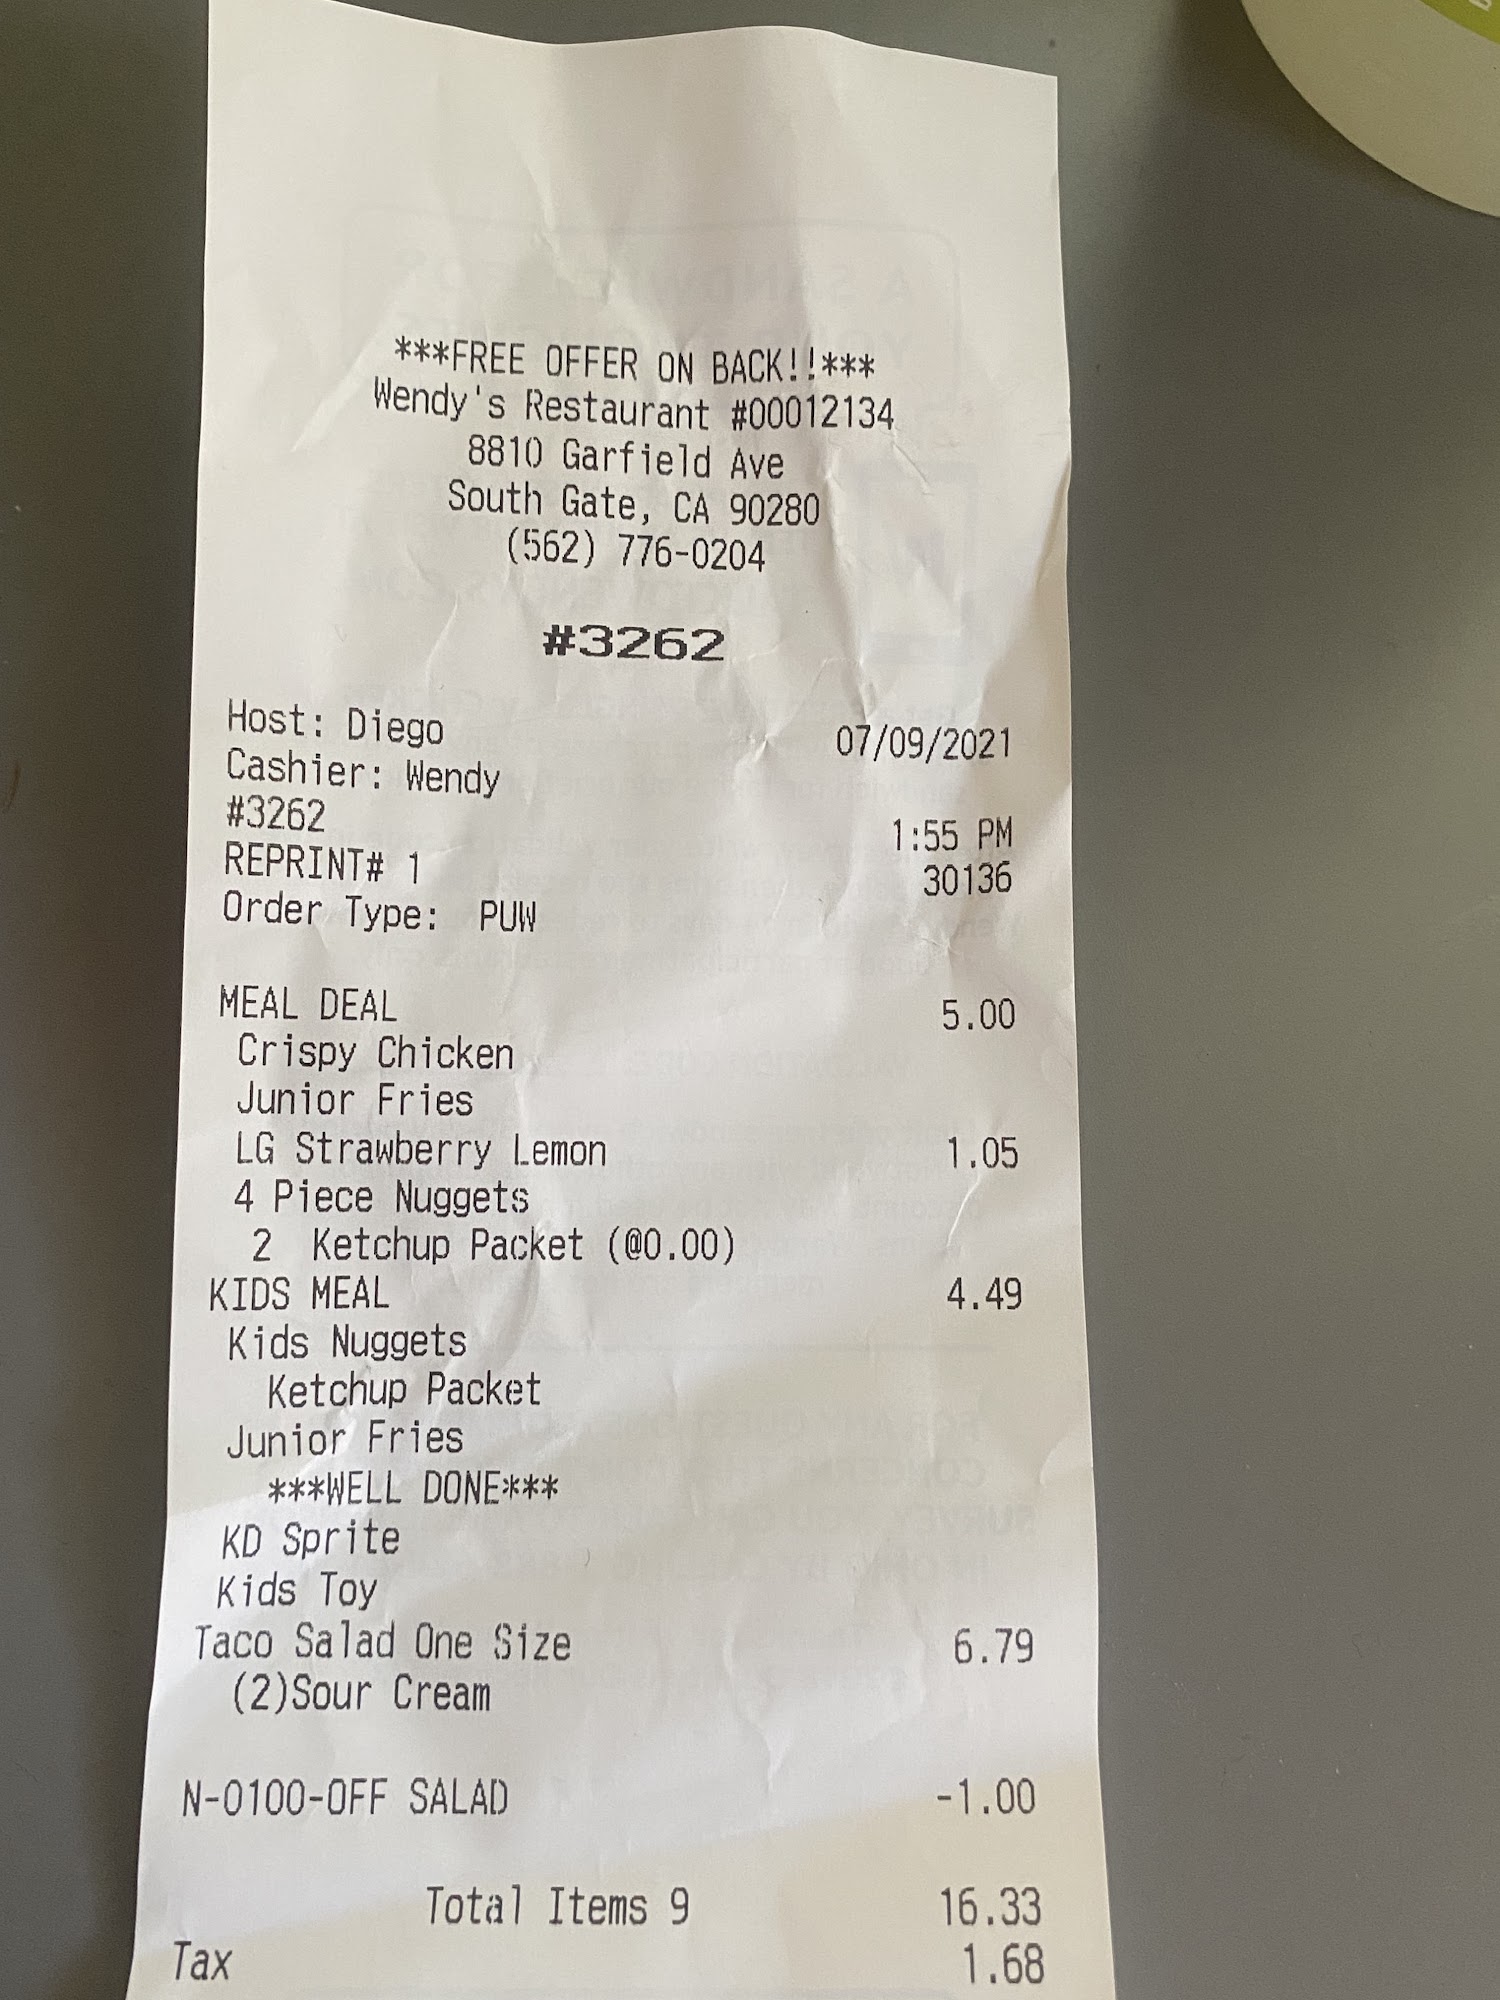 ***FREE OFFER ON BACK!!***
Wendy's Restaurant #00012134
8810 Garfield Ave
South Gate, CA 90280
(562) 776-0204
#3262
Host: Diego 07/09/2021
Cashier: Wendy
#3262 1:55 PM
REPRINT# 1 30136
Order Type: PUW
MEAL DEAL 5.00
Crispy Chicken
Junior Fries
LG Strawberry Lemon 1.05
4 Piece Nuggets
2 Ketchup Packet (@0.00)
KIDS MEAL 4.49
Kids Nuggets
Ketchup Packet
Junior Fries
***WELL DONE***
KD Sprite
Kids Toy
Taco Salad One Size 6.79
(2)Sour Cream
N-0100-OFF SALAD -1.00
Total Items 9 16.33
Tax 1.68